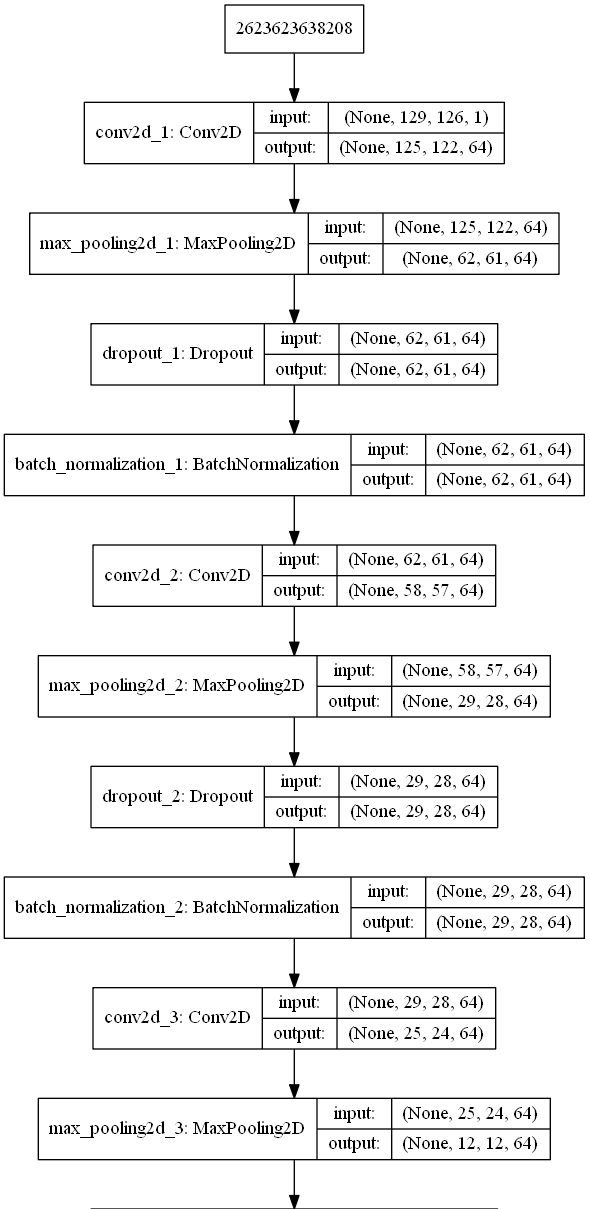 2623623638208
conv2d_1: Conv2D
input: (None, 129, 126, 1)
output: (None, 125, 122, 64)
max_pooling2d_1: MaxPooling2D
input: (None, 125, 122, 64)
output: (None, 62, 61, 64)
dropout_1: Dropout
input: (None, 62, 61, 64)
output: (None, 62, 61, 64)
batch_normalization_1: BatchNormalization
input: (None, 62, 61, 64)
output: (None, 62, 61, 64)
conv2d_2: Conv2D
input: (None, 62, 61, 64)
output: (None, 58, 57, 64)
max_pooling2d_2: MaxPooling2D
input: (None, 58, 57, 64)
output: (None, 29, 28, 64)
dropout_2: Dropout
input: (None, 29, 28, 64)
output: (None, 29, 28, 64)
batch_normalization_2: BatchNormalization
input: (None, 29, 28, 64)
output: (None, 29, 28, 64)
conv2d_3: Conv2D
input: (None, 29, 28, 64)
output: (None, 25, 24, 64)
max_pooling2d_3: MaxPooling2D
input: (None, 25, 24, 64)
output: (None, 12, 12, 64)